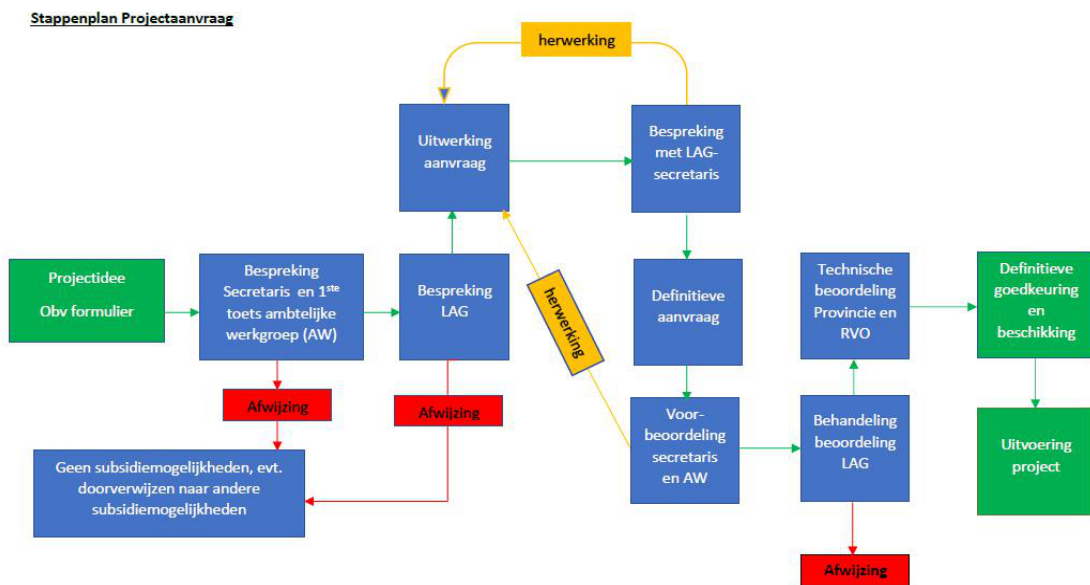 Stappenplan Projectaanvraag
herwerking
Uitwerking
aanvraag
Bespreking
met LAG-
secretaris
Projectidee
Obv formulier
Bespreking
Secretaris en 1ste
toets ambtelijke
werkgroep (AW)
Bespreking
LAG
herwerking
Definitieve
aanvraag
Technische
beoordeling
Provincie en
RVO
Definitieve
goedkeuring
en
beschikking
Afwijzing
Afwijzing
Geen subsidiemogelijkheden, evt.
doorverwijzen naar andere
subsidiemogelijkheden
Voor-
beoordeling
secretaris
en AW
Behandeling
beoordeling
LAG
Uitvoering
project
Afwijzing